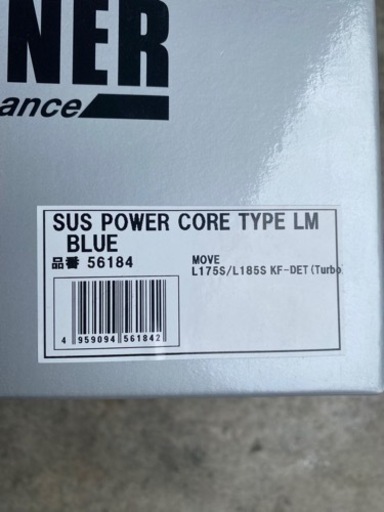 NER
ance
SUS POWER CORE TYPE LM
BLUE
品番 56184
MOVE
L175S/L185S KF-DET(Turbo
4 959094 561842